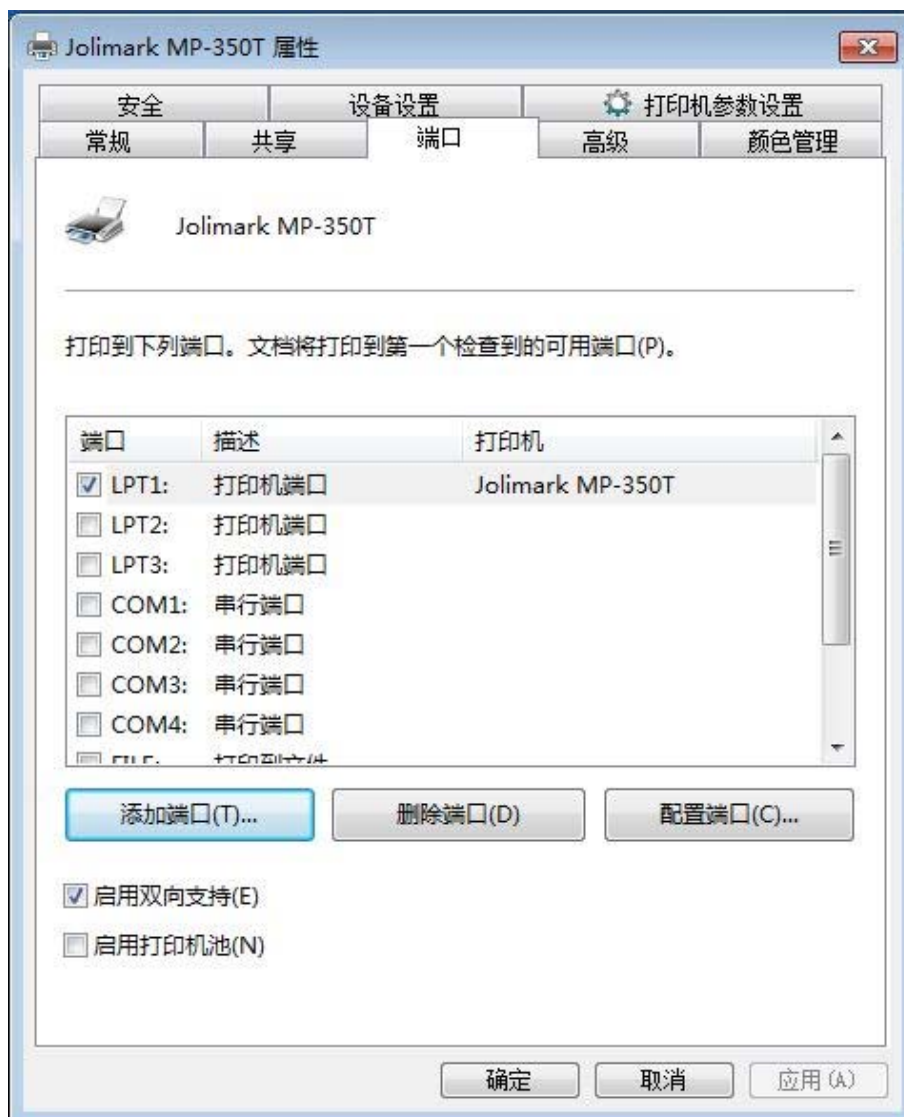 Jolimark MP-350T 属性
安全 设备设置 打印机参数设置
常规 共享 端口 高级 颜色管理
Jolimark MP-350T
打印到下列端口。文档将打印到第一个检查到的可用端口(P)。
端口 描述 打印机
LPT1: 打印机端口 Jolimark MP-350T
LPT2: 打印机端口
LPT3: 打印机端口
COM1: 串行端口
COM2: 串行端口
COM3: 串行端口
COM4: 串行端口
FILE: 打印到文件
添加端口(T)... 删除端口(D) 配置端口(C)...
启用双向支持(E)
启用打印机池(N)
确定 取消 应用(A)